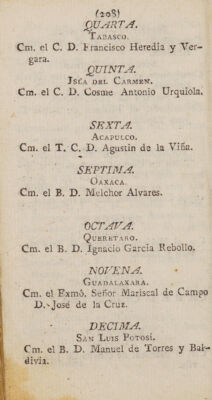 (208)
QUARTA.
TABASCO.
Cm. el C. D. Francisco Heredia y Ver-
gara.
QUINTA.
ISLA DEL CARMEN.
Cm. el C. D. Cosme Antonio Urquiola.
SEXTA.
ACAPULCO.
Cm. el T. C. D. Agustin de la Viña.
SEPTIMA.
OAXACA.
Cm. el B. D. Melchor Alvares.
OCTAVA.
QUERETARO.
Cm. el B. D. Ignacio Garcia Rebollo.
NOVENA.
GUADALAXARA.
Cm. el Exmô. Señor Mariscal de Campo
D. José de la Cruz.
DECIMA.
SAN LUIS POTOSI.
Cm. el B. D. Manuel de Torres y Bal-
divia.